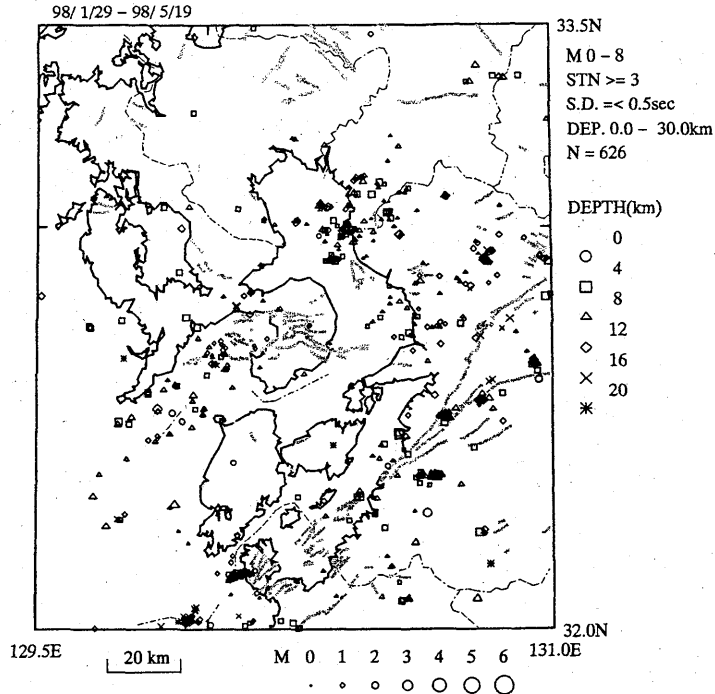 98/ 1/29 – 98/ 5/19
33.5N
M 0 – 8
STN >= 3
S.D. =< 0.5sec
DEP. 0.0 – 30.0km
N = 626
DEPTH(km)
0
4
8
12
16
20
32.0N
129.5E
131.0E
20 km
M 0 1 2 3 4 5 6